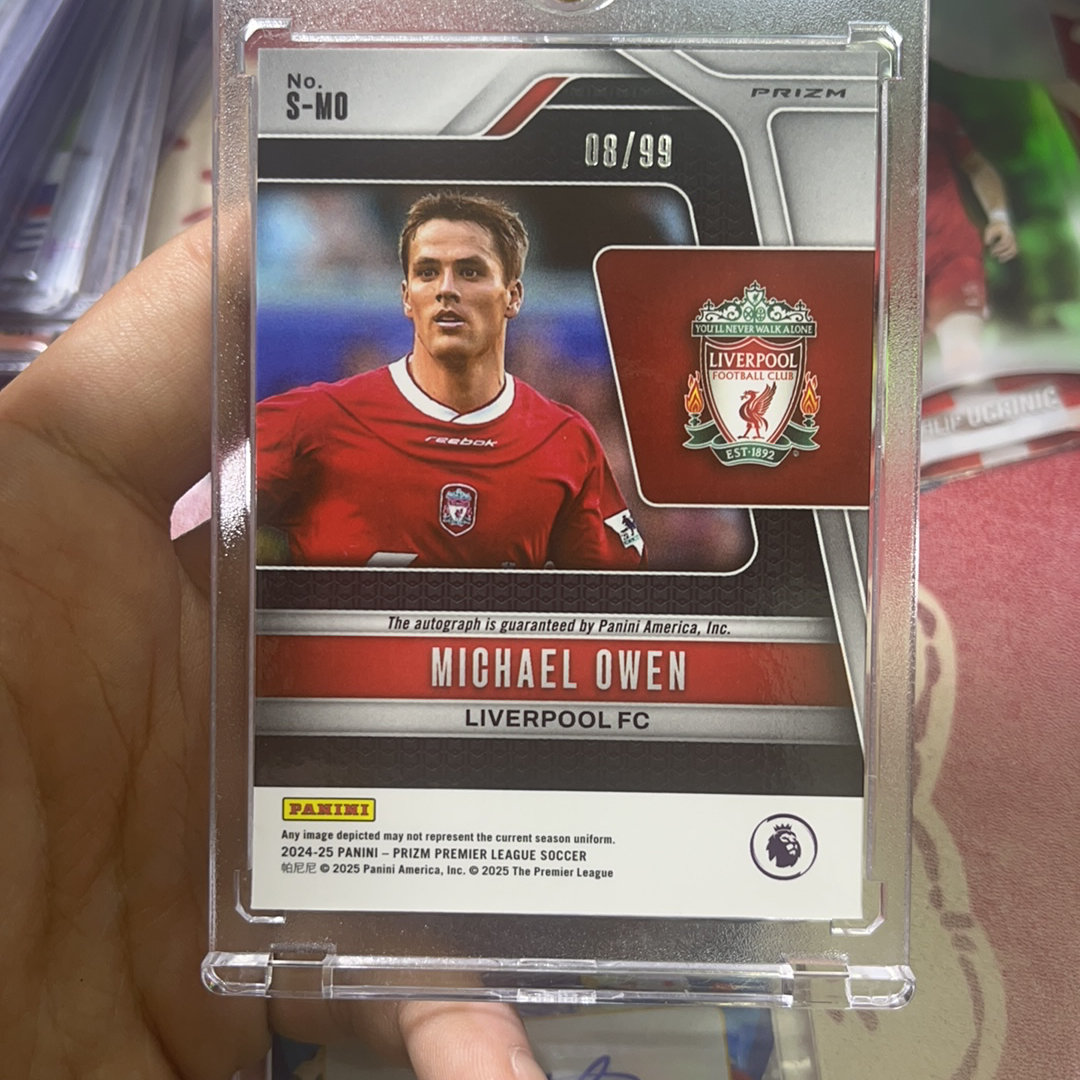 No.
S-MO
PRIZM
08/99
YOU'LL NEVER WALK ALONE
LIVERPOOL
FOOTBALL CLUB
EST·1892
reebok
The autograph is guaranteed by Panini America, Inc.
MICHAEL OWEN
LIVERPOOL FC
PANINI
Any image depicted may not represent the current season uniform.
2024-25 PANINI – PRIZM PREMIER LEAGUE SOCCER
帕尼尼 © 2025 Panini America, Inc. © 2025 The Premier League
UGRINIC